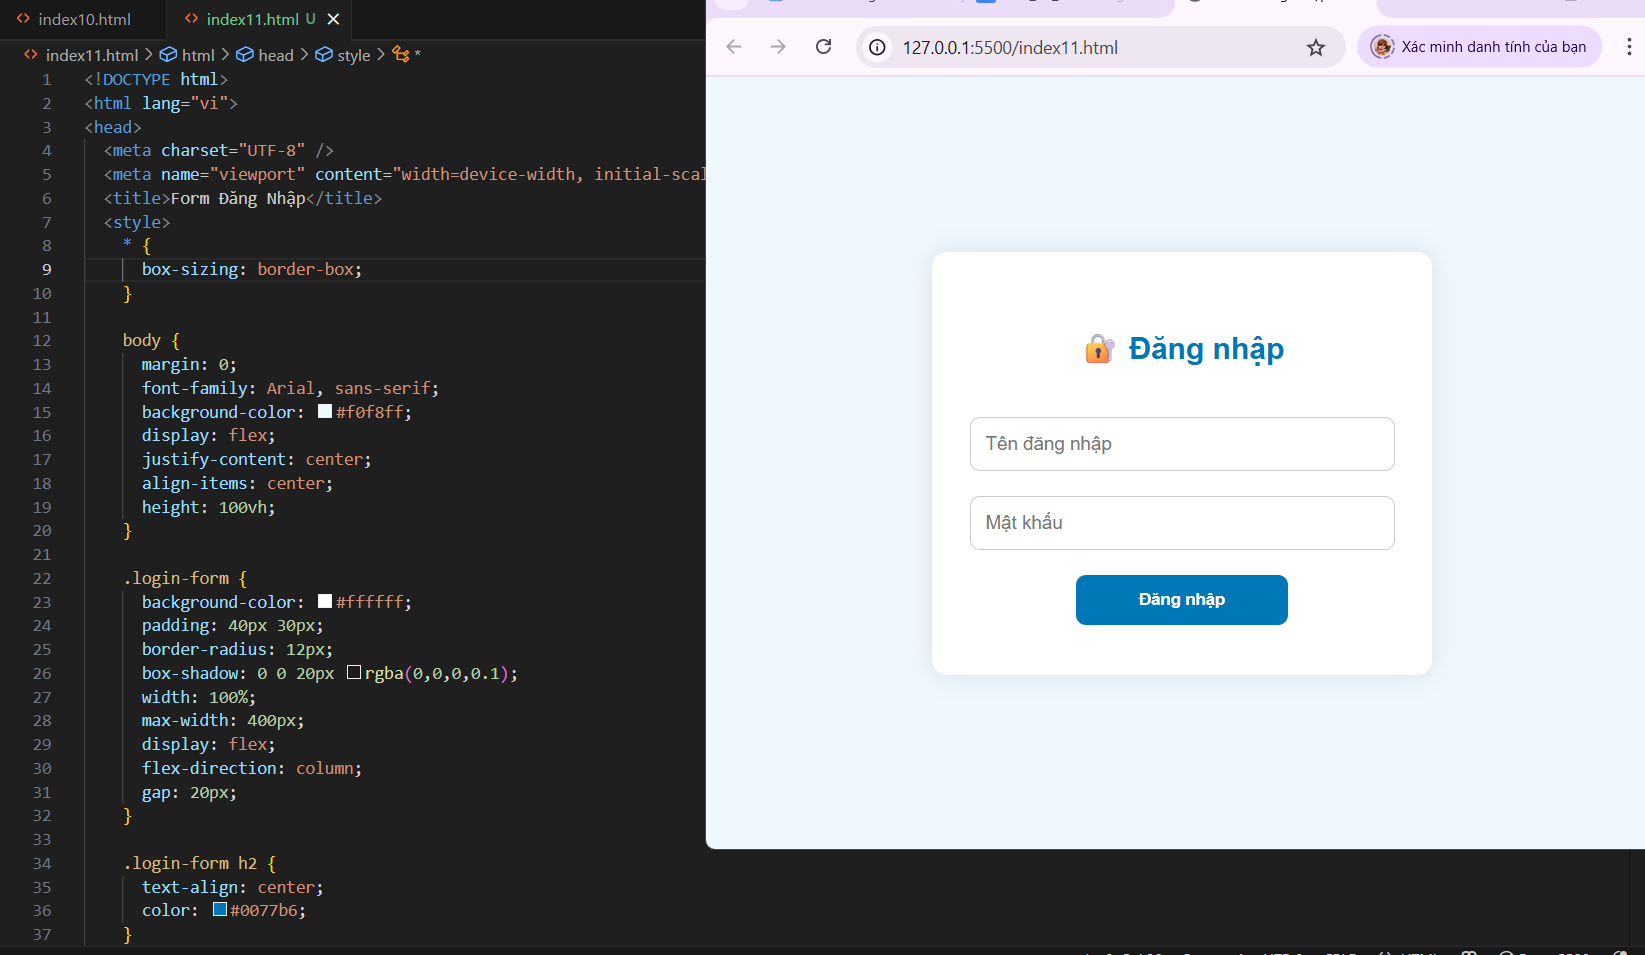 index10.html
index11.html U
index11.html > html > head > style > *
1 <!DOCTYPE html>
2 <html lang="vi">
3 <head>
4 <meta charset="UTF-8" />
5 <meta name="viewport" content="width=device-width, initial-scal
6 <title>Form Đăng Nhập</title>
7 <style>
8 * {
9 box-sizing: border-box;
10 }
11
12 body {
13 margin: 0;
14 font-family: Arial, sans-serif;
15 background-color: #f0f8ff;
16 display: flex;
17 justify-content: center;
18 align-items: center;
19 height: 100vh;
20 }
21
22 .login-form {
23 background-color: #ffffff;
24 padding: 40px 30px;
25 border-radius: 12px;
26 box-shadow: 0 0 20px rgba(0,0,0,0.1);
27 width: 100%;
28 max-width: 400px;
29 display: flex;
30 flex-direction: column;
31 gap: 20px;
32 }
33
34 .login-form h2 {
35 text-align: center;
36 color: #0077b6;
37 }
127.0.0.1:5500/index11.html
Xác minh danh tính của bạn
Đăng nhập
Tên đăng nhập
Mật khẩu
Đăng nhập